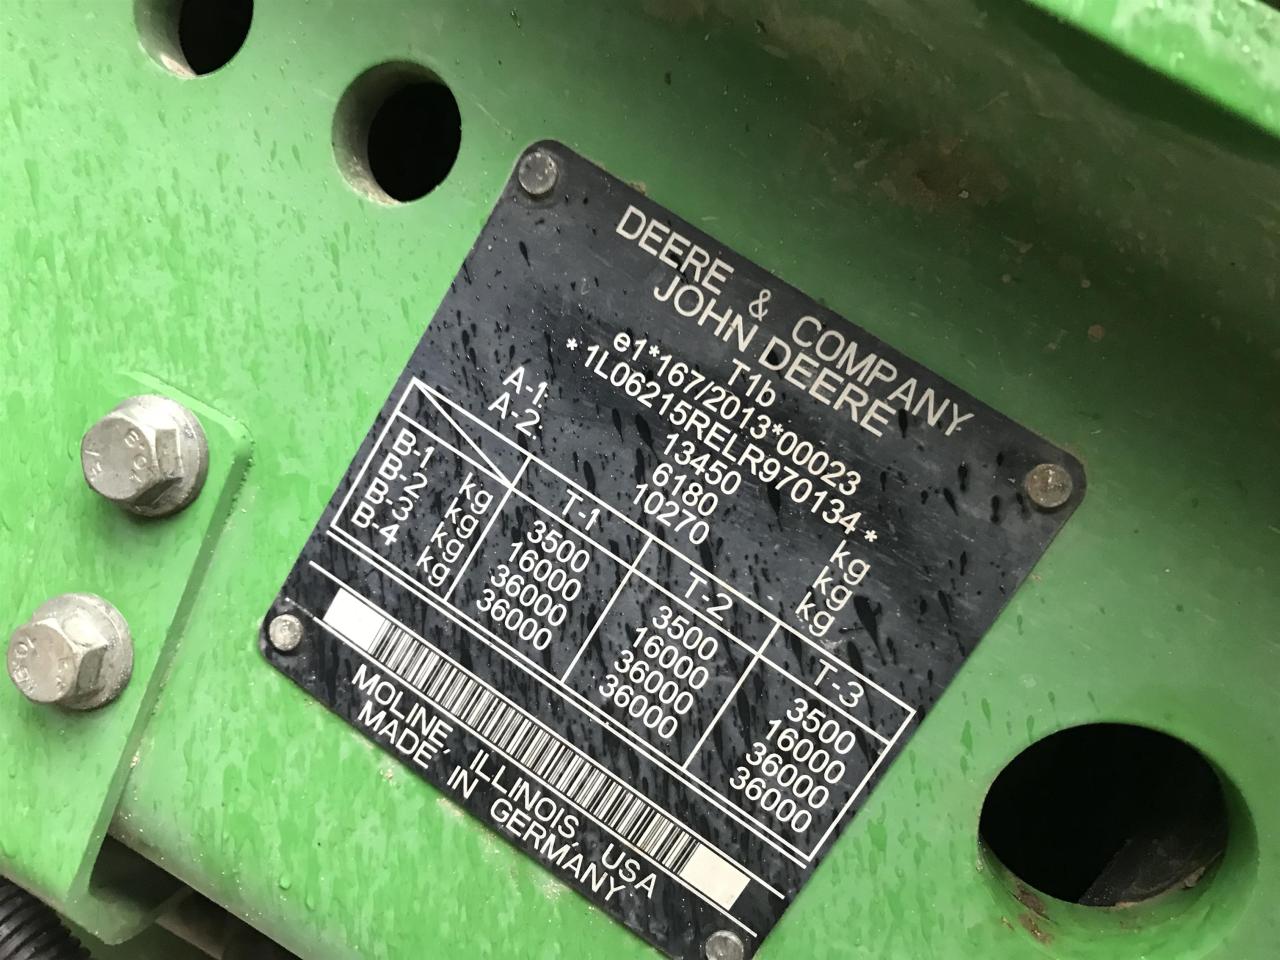 DEERE & COMPANY
JOHN DEERE
T1b
e1*167/2013*00023
*1L06215RELR970134*
13450 kg
A-1: 6180 kg
A-2: 10270 kg
T-1 T-2 T-3
B-1 kg 3500 3500 3500
B-2 kg 16000 16000 16000
B-3 kg 36000 36000 36000
B-4 kg 36000 36000 36000
MOLINE, ILLINOIS, USA
MADE IN GERMANY